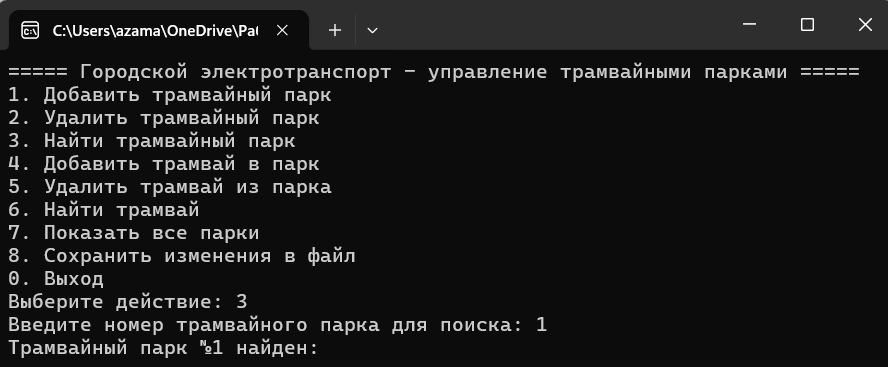 C:\Users\azama\OneDrive\Pa
===== Городской электротранспорт - управление трамвайными парками =====
1. Добавить трамвайный парк
2. Удалить трамвайный парк
3. Найти трамвайный парк
4. Добавить трамвай в парк
5. Удалить трамвай из парка
6. Найти трамвай
7. Показать все парки
8. Сохранить изменения в файл
0. Выход
Выберите действие: 3
Введите номер трамвайного парка для поиска: 1
Трамвайный парк №1 найден: